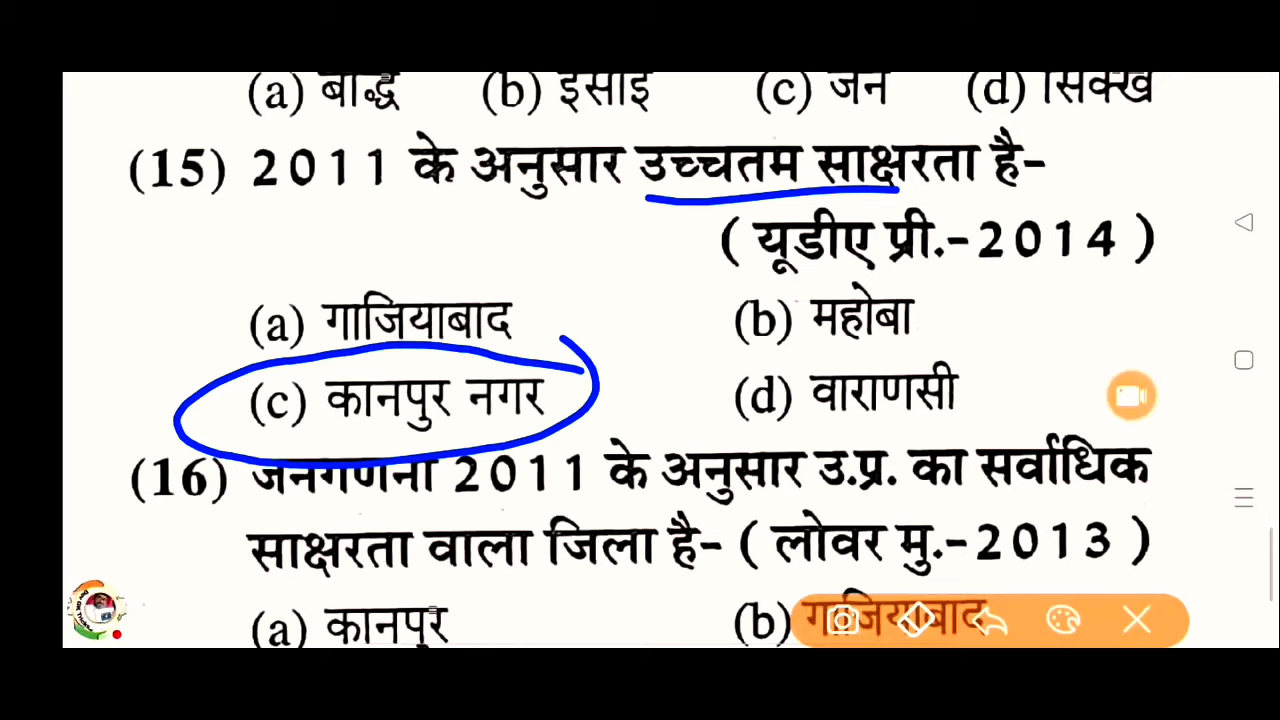 (a) बौद्ध (b) इसाई (c) जैन (d) सिक्ख
(15) 2011 के अनुसार उच्चतम साक्षरता है-
( यूडीए प्री.-2014 )
(a) गाजियाबाद (b) महोबा
(c) कानपुर नगर (d) वाराणसी
(16) जनगणना 2011 के अनुसार उ.प्र. का सर्वाधिक
साक्षरता वाला जिला है- ( लोवर मु.-2013 )
(a) कानपुर (b) गाजियाबाद